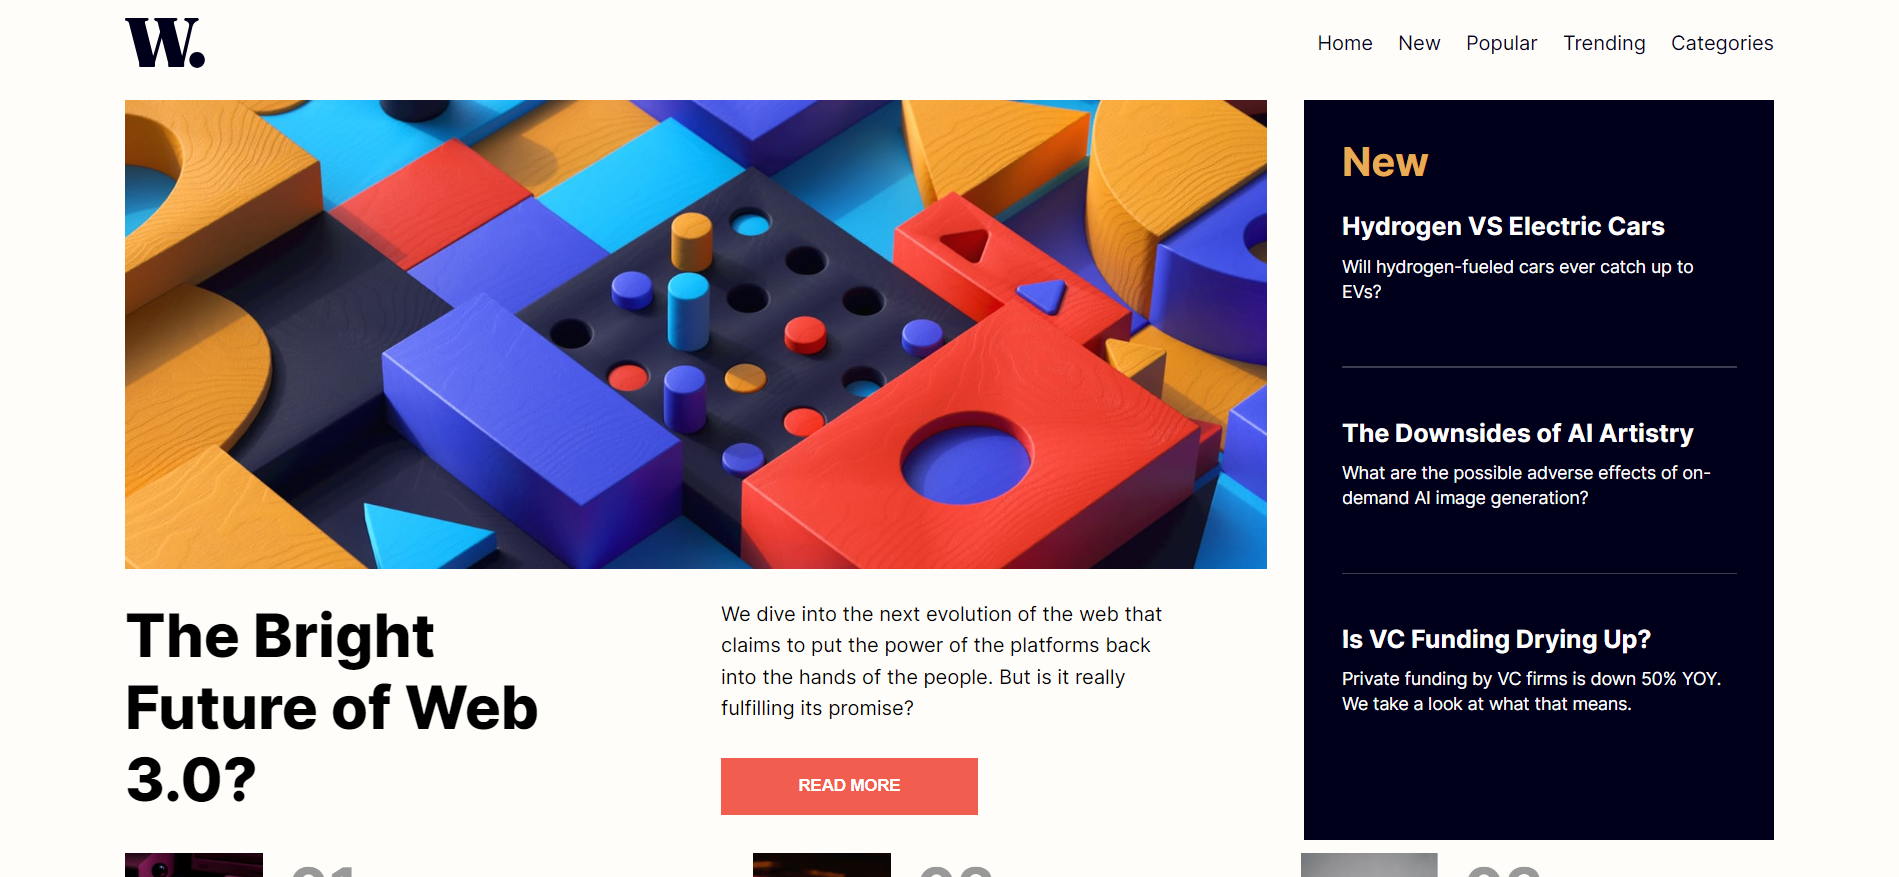 W.
Home New Popular Trending Categories
New
Hydrogen VS Electric Cars
Will hydrogen-fueled cars ever catch up to
EVs?
The Downsides of AI Artistry
What are the possible adverse effects of on-
demand AI image generation?
Is VC Funding Drying Up?
Private funding by VC firms is down 50% YOY.
We take a look at what that means.
The Bright
Future of Web
3.0?
We dive into the next evolution of the web that
claims to put the power of the platforms back
into the hands of the people. But is it really
fulfilling its promise?
READ MORE